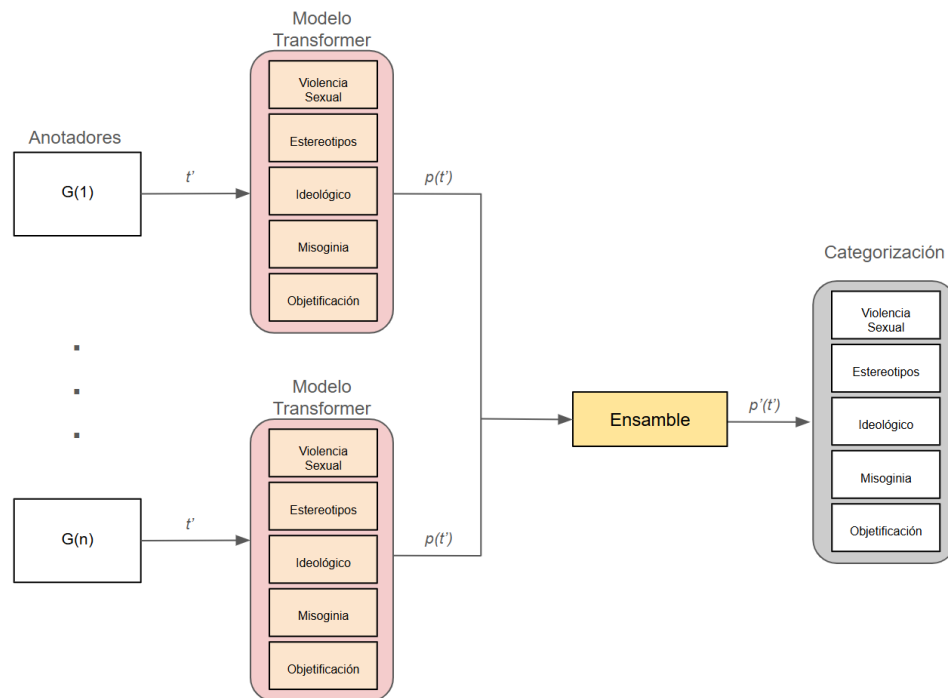 Modelo
Transformer
Violencia
Sexual
Estereotipos
Ideológico
Misoginia
Objetificación
Anotadores
G(1)
t'
p(t')
Modelo
Transformer
Violencia
Sexual
Estereotipos
Ideológico
Misoginia
Objetificación
G(n)
t'
p(t')
Ensamble
p'(t')
Categorización
Violencia
Sexual
Estereotipos
Ideológico
Misoginia
Objetificación